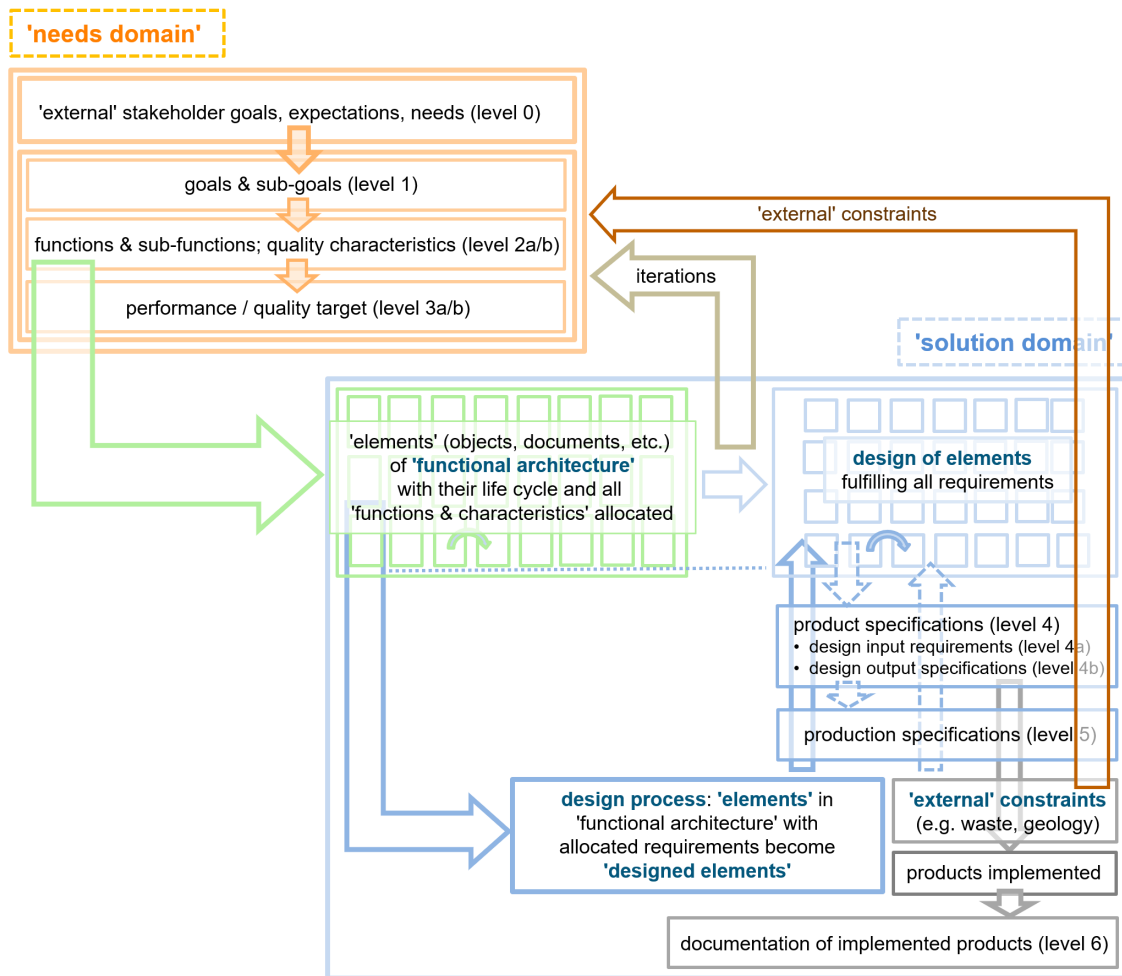 'needs domain'
'external' stakeholder goals, expectations, needs (level 0)
goals & sub-goals (level 1)
functions & sub-functions; quality characteristics (level 2a/b)
performance / quality target (level 3a/b)
'external' constraints
iterations
'solution domain'
'elements' (objects, documents, etc.)
of 'functional architecture'
with their life cycle and all
'functions & characteristics' allocated
design of elements
fulfilling all requirements
product specifications (level 4)
• design input requirements (level 4a)
• design output specifications (level 4b)
production specifications (level 5)
design process: 'elements' in
'functional architecture' with
allocated requirements become
'designed elements'
'external' constraints
(e.g. waste, geology)
products implemented
documentation of implemented products (level 6)